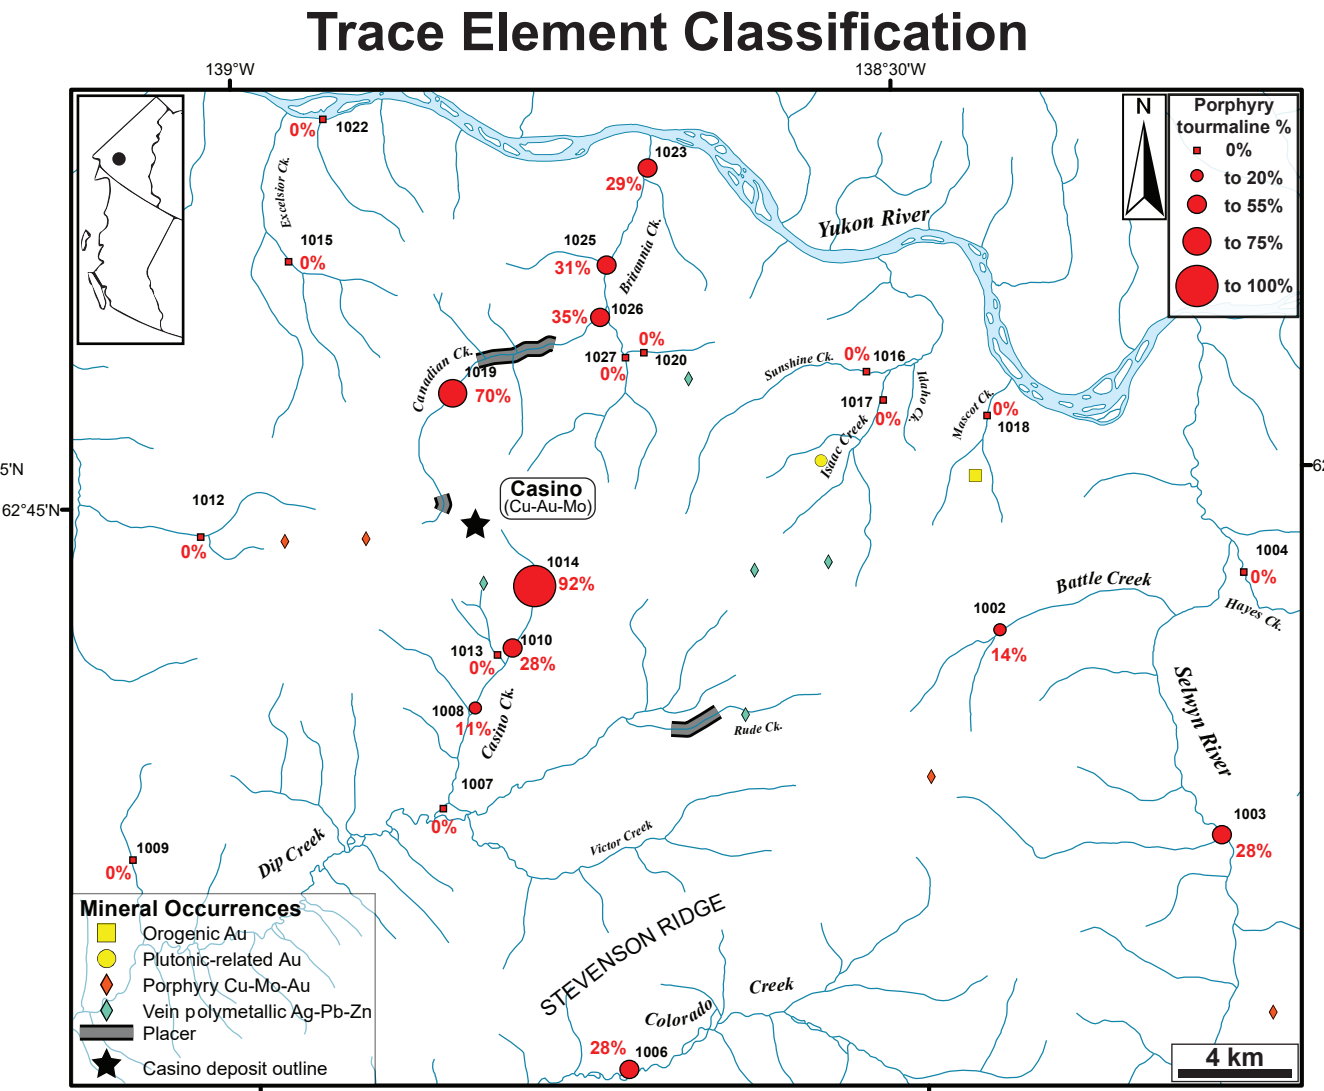 Trace Element Classification
139°W
138°30'W
N
Porphyry
tourmaline %
0%
to 20%
to 55%
to 75%
to 100%
0%
1022
1023
29%
Excelsior Ck.
Yukon River
1015
0%
1025
31%
Britannia Ck.
1026
35%
0%
1027
1020
0%
Canadian Ck.
1019
70%
Sunshine Ck.
0% 1016
Idaho Ck.
1017
0%
Isaac Creek
Mascot Ck.
0%
1018
5'N
62
62°45'N
Casino
(Cu-Au-Mo)
1012
0%
1014
92%
1004
0%
Hayes Ck.
Battle Creek
1002
14%
1010
28%
1013
0%
1008
11%
Casino Ck.
Rude Ck.
Selwyn River
1007
0%
1003
28%
Victor Creek
Dip Creek
1009
0%
STEVENSON RIDGE
Colorado
Creek
28% 1006
Mineral Occurrences
Orogenic Au
Plutonic-related Au
Porphyry Cu-Mo-Au
Vein polymetallic Ag-Pb-Zn
Placer
Casino deposit outline
4 km